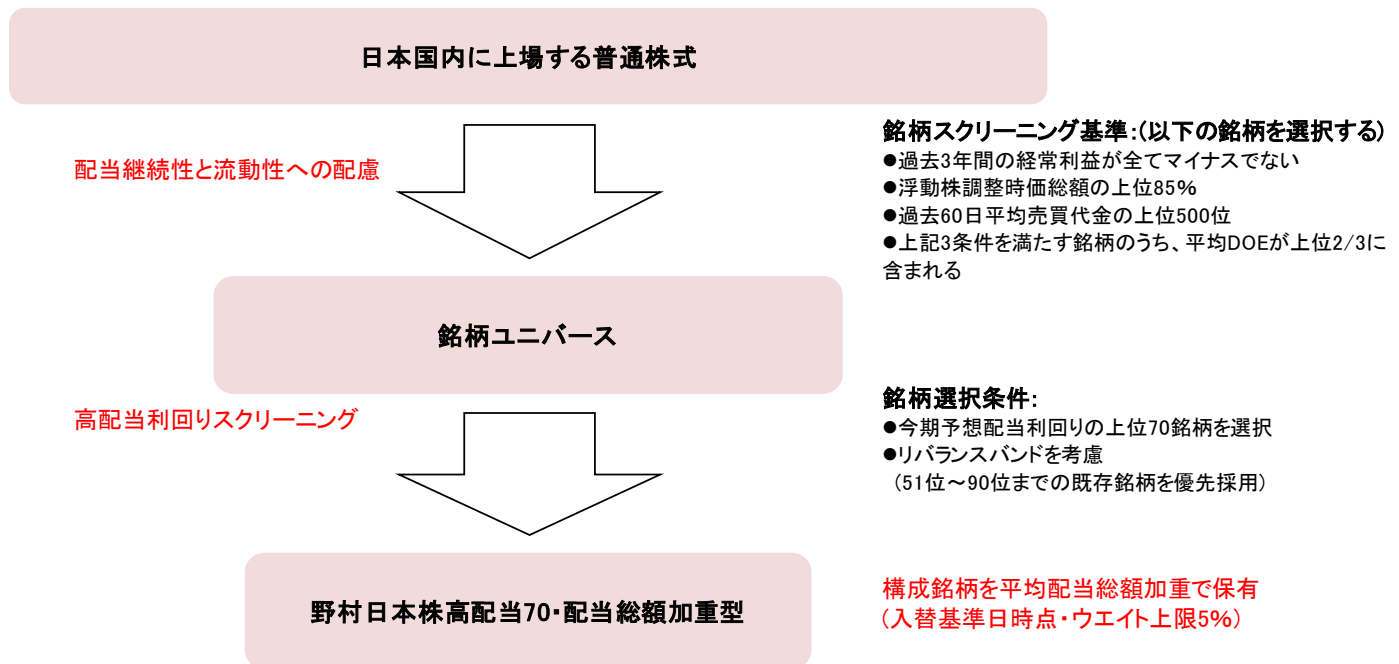 日本国内に上場する普通株式
配当継続性と流動性への配慮
銘柄スクリーニング基準:(以下の銘柄を選択する)
●過去3年間の経常利益が全てマイナスでない
●浮動株調整時価総額の上位85%
●過去60日平均売買代金の上位500位
●上記3条件を満たす銘柄のうち、平均DOEが上位2/3に
含まれる
銘柄ユニバース
高配当利回りスクリーニング
銘柄選択条件:
●今期予想配当利回りの上位70銘柄を選択
●リバランスバンドを考慮
(51位～90位までの既存銘柄を優先採用)
野村日本株高配当70・配当総額加重型
構成銘柄を平均配当総額加重で保有
(入替基準日時点・ウエイト上限5%)